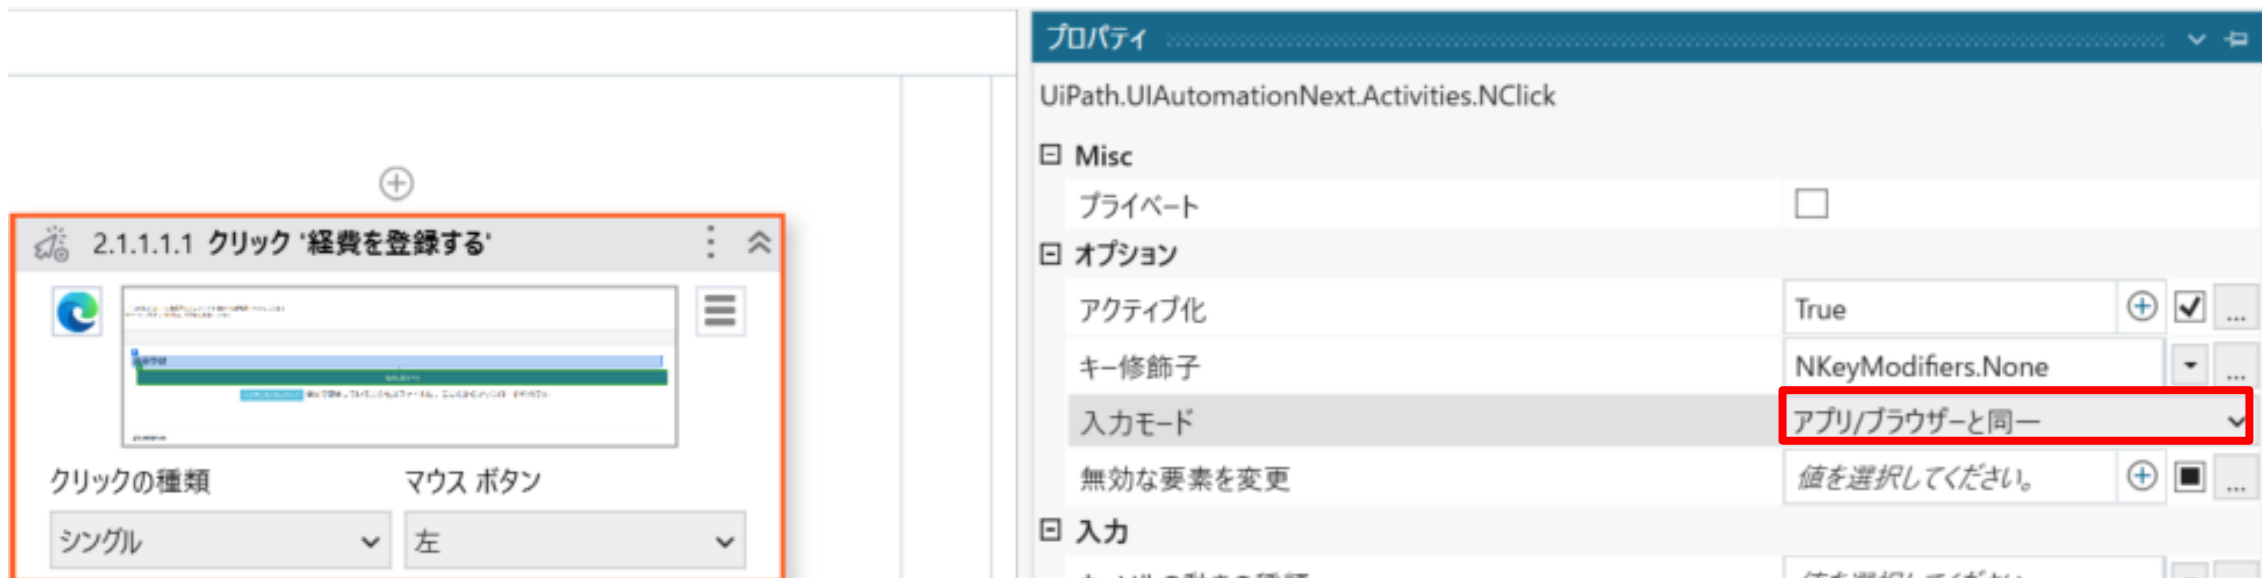 プロパティ
UiPath.UIAutomationNext.Activities.NClick
Misc
プライベート
オプション
アクティブ化 True ...
キー修飾子 NKeyModifiers.None ...
入力モード アプリ/ブラウザーと同一
無効な要素を変更 値を選択してください。 ...
入力
2.1.1.1.1 クリック '経費を登録する'
クリックの種類 マウス ボタン
シングル 左